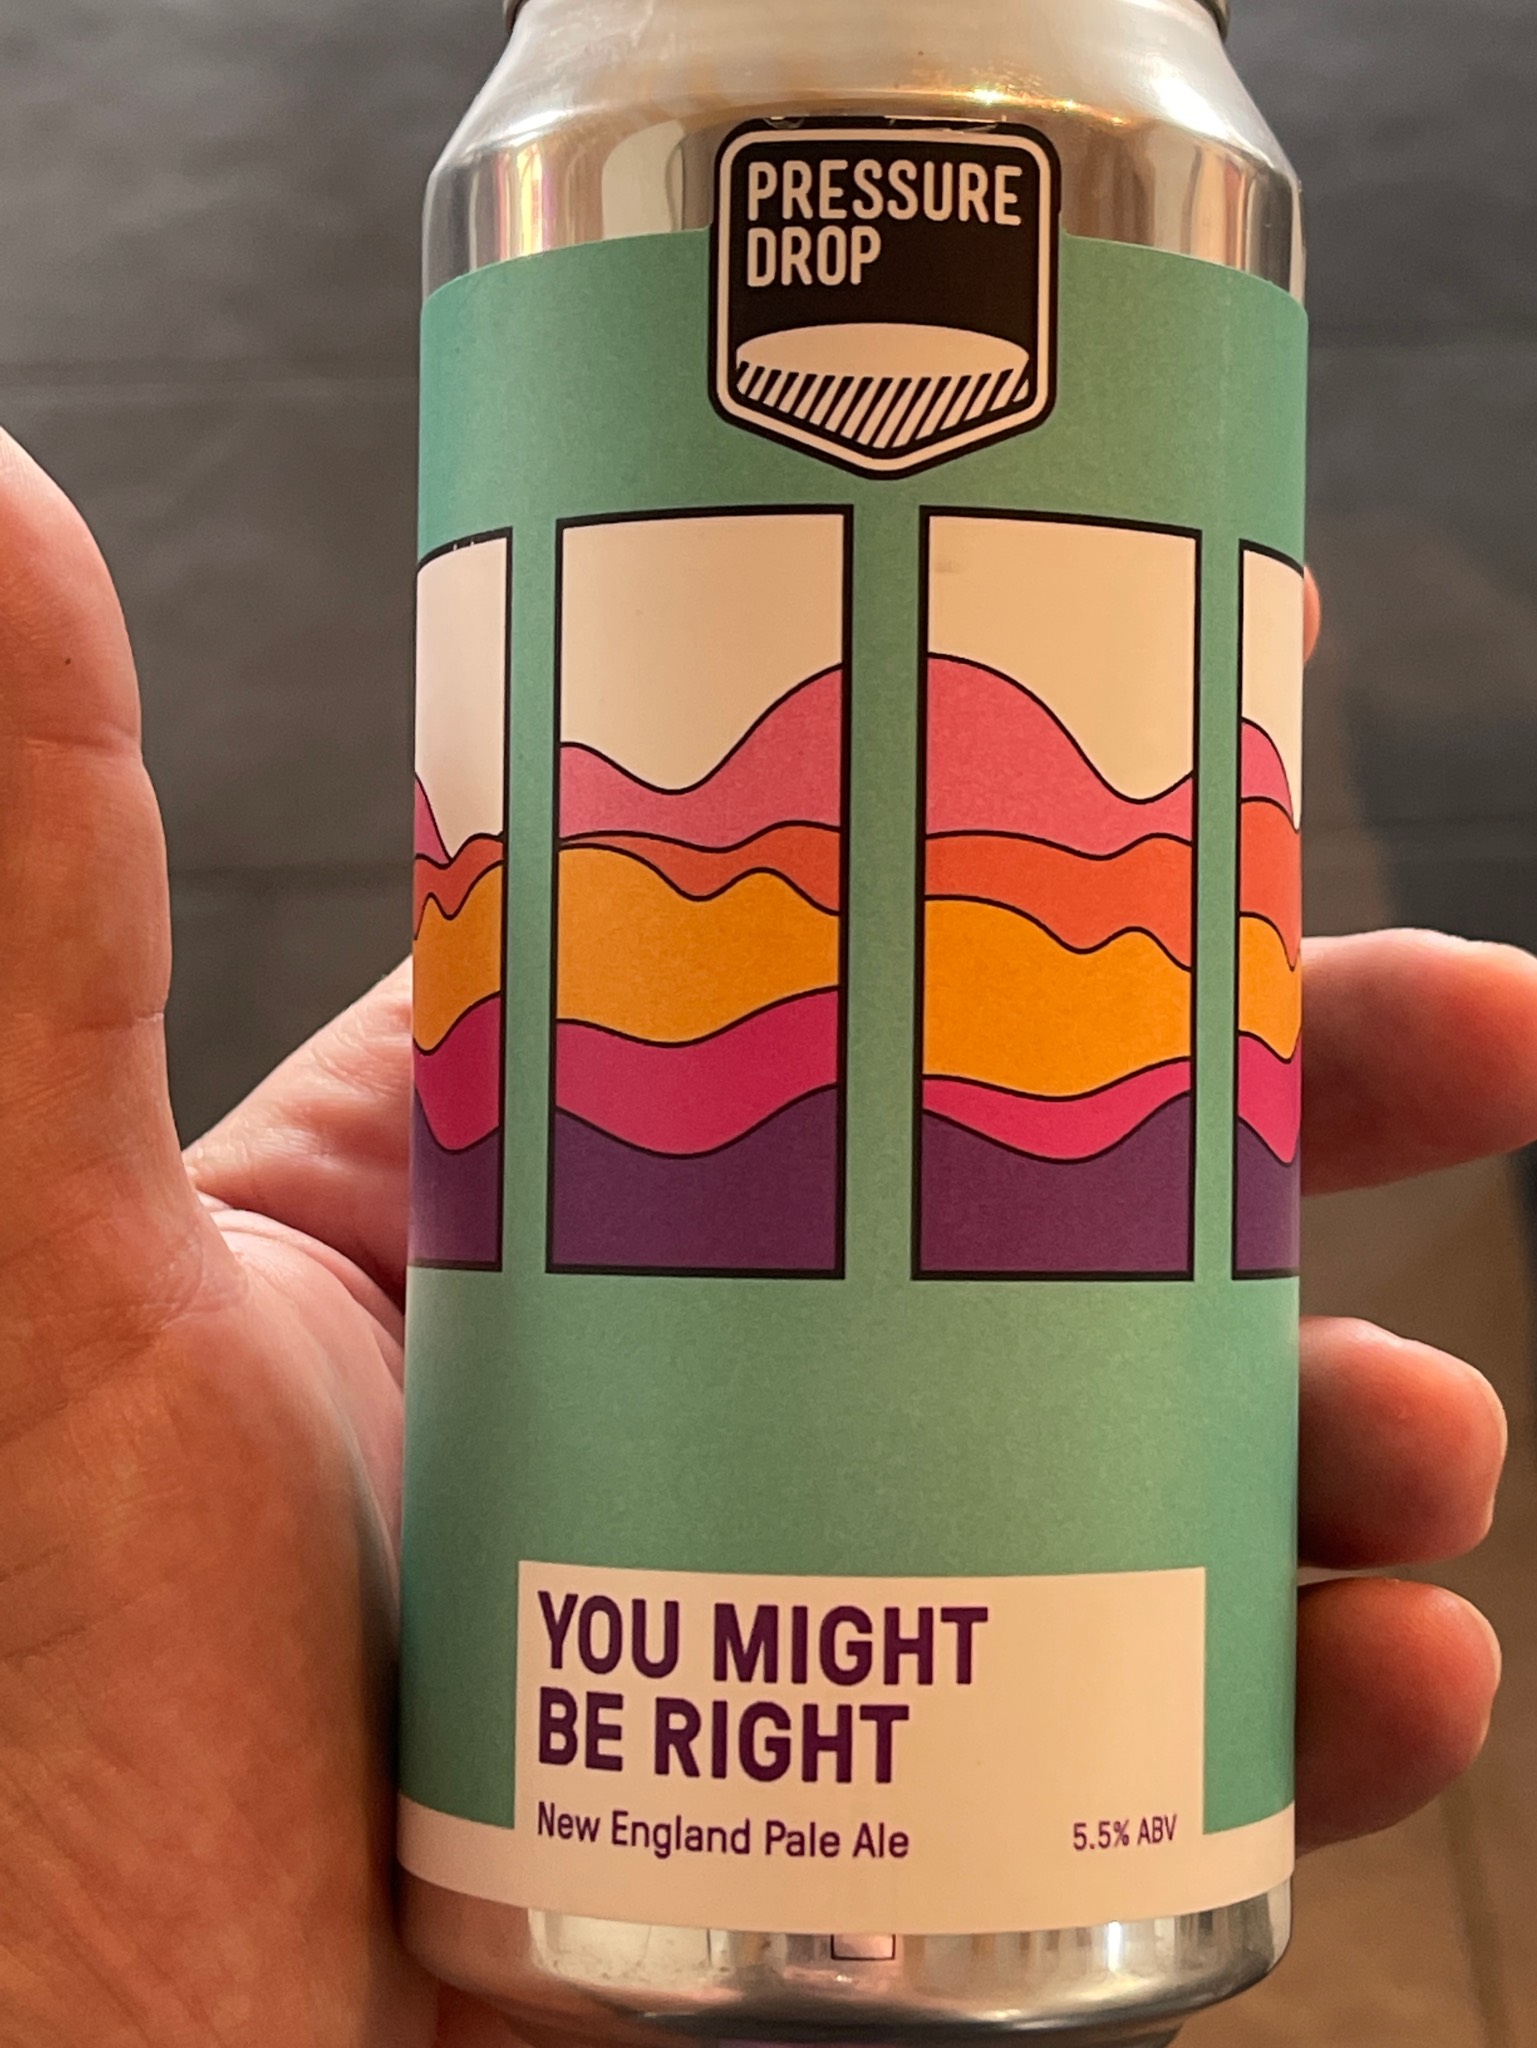 PRESSURE
DROP
YOU MIGHT
BE RIGHT
New England Pale Ale
5.5% ABV